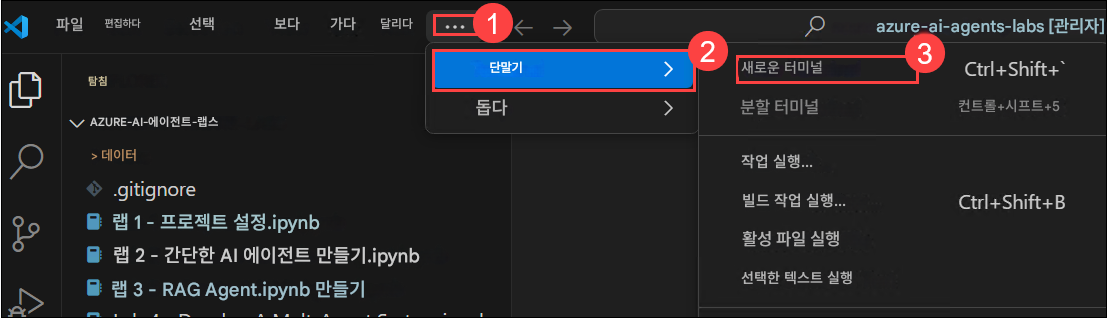 파일 편집하다 선택 보다 가다 달리다 ... 1 azure-ai-agents-labs [관리자]
2 3
단말기 새로운 터미널 Ctrl+Shift+`
탐침
돕다 분할 터미널 컨트롤+시프트+5
AZURE-AI-에이전트-랩스
> 데이터 작업 실행...
.gitignore 빌드 작업 실행... Ctrl+Shift+B
랩 1 - 프로젝트 설정.ipynb
활성 파일 실행
랩 2 - 간단한 AI 에이전트 만들기.ipynb
선택한 텍스트 실행
랩 3 - RAG Agent.ipynb 만들기